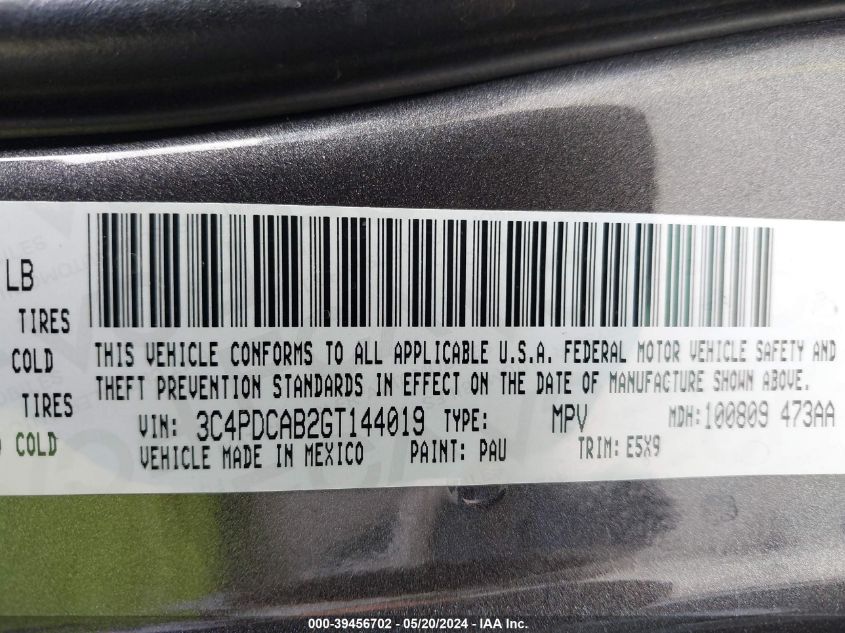 LB
TIRES
COLD
TIRES
COLD
THIS VEHICLE CONFORMS TO ALL APPLICABLE U.S.A. FEDERAL MOTOR VEHICLE SAFETY AND
THEFT PREVENTION STANDARDS IN EFFECT ON THE DATE OF MANUFACTURE SHOWN ABOVE.
VIN: 3C4PDCAB2GT144019 TYPE: MPV MDH:100809 473AA
VEHICLE MADE IN MEXICO PAINT: PAU TRIM: E5X9
000-39456702 - 05/20/2024 - IAA Inc.